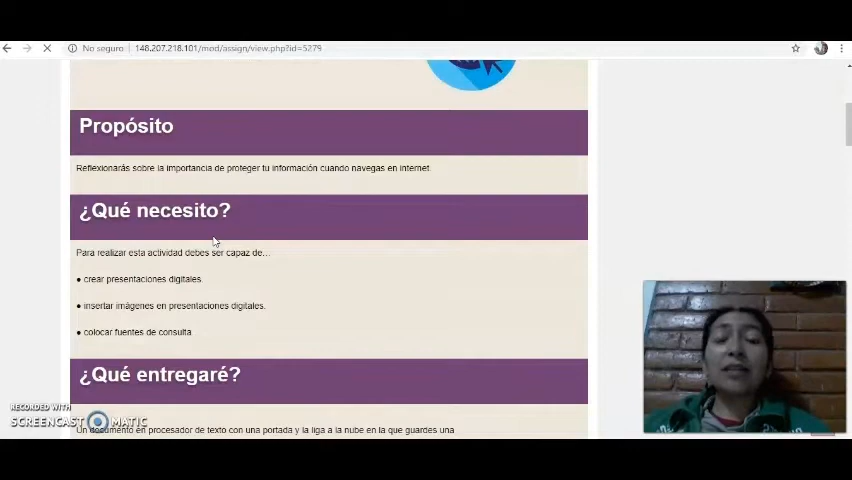 No seguro
148.207.218.101/mod/assign/view.php?id=5279
Propósito
Reflexionarás sobre la importancia de proteger tu información cuando navegas en internet.
¿Qué necesito?
Para realizar esta actividad debes ser capaz de...
● crear presentaciones digitales.
● insertar imágenes en presentaciones digitales.
● colocar fuentes de consulta.
¿Qué entregaré?
Un documento en procesador de texto con una portada y la liga a la nube en la que guardes una
RECORDED WITH
SCREENCAST MATIC